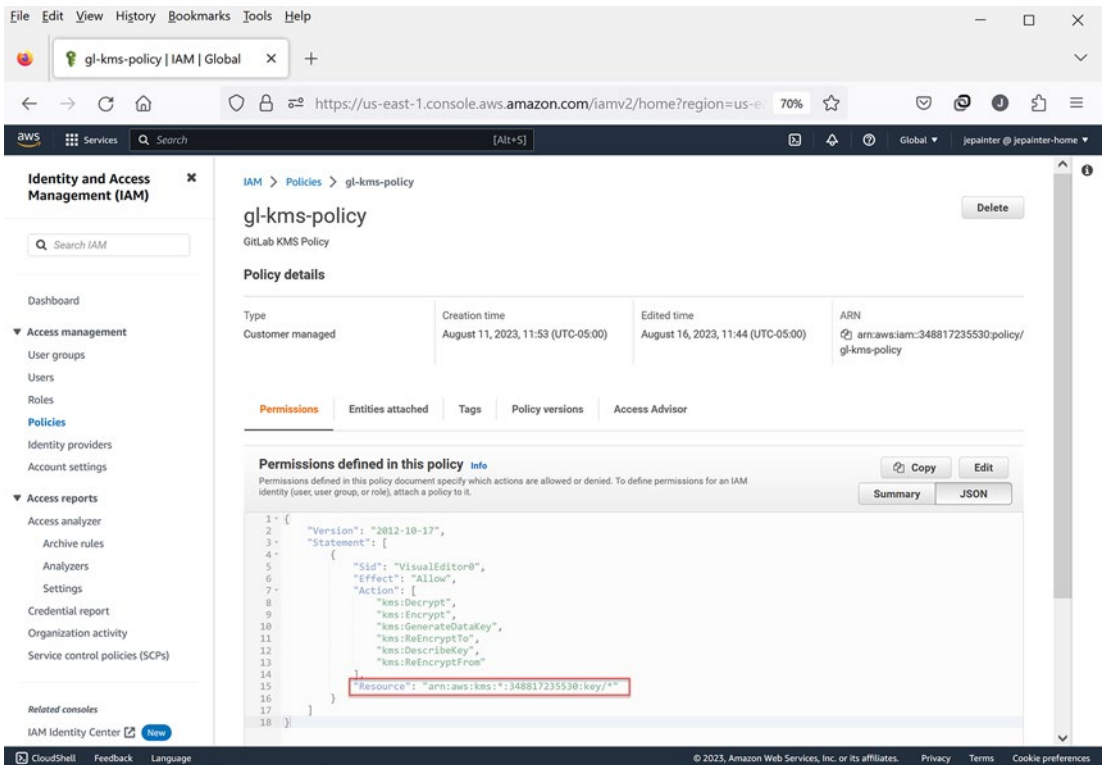 File Edit View History Bookmarks Tools Help
gl-kms-policy | IAM | Global
https://us-east-1.console.aws.amazon.com/iamv2/home?region=us-e
70%
J
aws Services Search [Alt+S] Global jepainter @ jepainter-home
Identity and Access
Management (IAM)
Search IAM
Dashboard
Access management
User groups
Users
Roles
Policies
Identity providers
Account settings
Access reports
Access analyzer
Archive rules
Analyzers
Settings
Credential report
Organization activity
Service control policies (SCPs)
Related consoles
IAM Identity Center New
IAM > Policies > gl-kms-policy
gl-kms-policy
Delete
GitLab KMS Policy
Policy details
Type
Customer managed
Creation time
August 11, 2023, 11:53 (UTC-05:00)
Edited time
August 16, 2023, 11:44 (UTC-05:00)
ARN
arn:aws:iam::348817235530:policy/
gl-kms-policy
Permissions Entities attached Tags Policy versions Access Advisor
Permissions defined in this policy Info
Permissions defined in this policy document specify which actions are allowed or denied. To define permissions for an IAM
identity (user, user group, or role), attach a policy to it.
Copy Edit
Summary JSON
1 {
2 "Version": "2012-10-17",
3 "Statement": [
4 {
5 "Sid": "VisualEditor0",
6 "Effect": "Allow",
7 "Action": [
8 "kms:Decrypt",
9 "kms:Encrypt",
10 "kms:GenerateDataKey",
11 "kms:ReEncryptTo",
12 "kms:DescribeKey",
13 "kms:ReEncryptFrom"
14 ],
15 "Resource": "arn:aws:kms:*:348817235530:key/*"
16 }
17 ]
18 }
CloudShell Feedback Language © 2023, Amazon Web Services, Inc. or its affiliates. Privacy Terms Cookie preferences